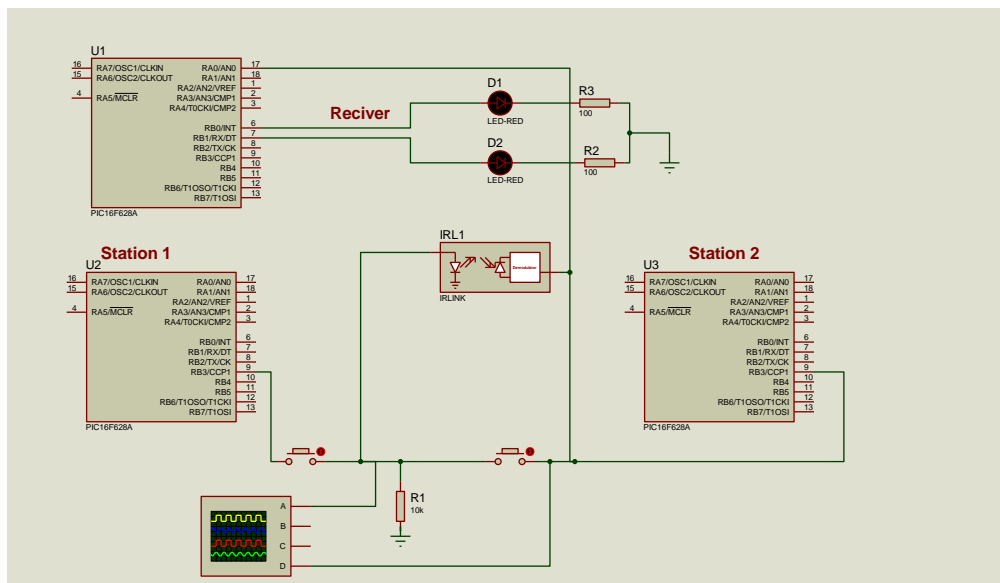 U1
16 RA7/OSC1/CLKIN RA0/AN0 17
15 RA6/OSC2/CLKOUT RA1/AN1 18
RA2/AN2/VREF 1
4 RA5/MCLR RA3/AN3/CMP1 2
RA4/T0CKI/CMP2 3
RB0/INT 6
RB1/RX/DT 7
RB2/TX/CK 8
RB3/CCP1 9
RB4 10
RB5 11
RB6/T1OSO/T1CKI 12
RB7/T1OSI 13
PIC16F628A
Reciver
D1
LED-RED
R3
100
D2
LED-RED
R2
100
Station 1
U2
16 RA7/OSC1/CLKIN RA0/AN0 17
15 RA6/OSC2/CLKOUT RA1/AN1 18
RA2/AN2/VREF 1
4 RA5/MCLR RA3/AN3/CMP1 2
RA4/T0CKI/CMP2 3
RB0/INT 6
RB1/RX/DT 7
RB2/TX/CK 8
RB3/CCP1 9
RB4 10
RB5 11
RB6/T1OSO/T1CKI 12
RB7/T1OSI 13
PIC16F628A
IRL1
Demodulator
IRLINK
Station 2
U3
16 RA7/OSC1/CLKIN RA0/AN0 17
15 RA6/OSC2/CLKOUT RA1/AN1 18
RA2/AN2/VREF 1
4 RA5/MCLR RA3/AN3/CMP1 2
RA4/T0CKI/CMP2 3
RB0/INT 6
RB1/RX/DT 7
RB2/TX/CK 8
RB3/CCP1 9
RB4 10
RB5 11
RB6/T1OSO/T1CKI 12
RB7/T1OSI 13
PIC16F628A
R1
10k
A
B
C
D